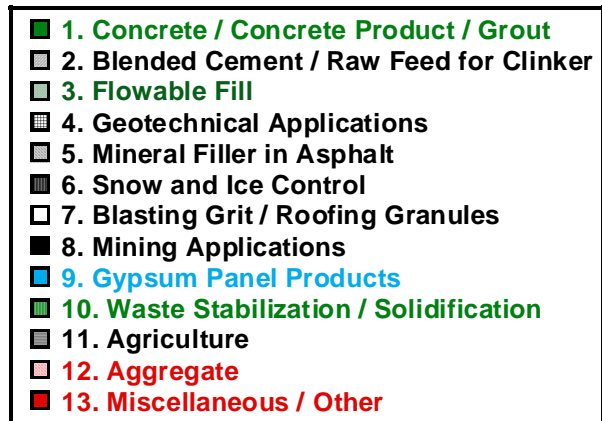 1. Concrete / Concrete Product / Grout
2. Blended Cement / Raw Feed for Clinker
3. Flowable Fill
4. Geotechnical Applications
5. Mineral Filler in Asphalt
6. Snow and Ice Control
7. Blasting Grit / Roofing Granules
8. Mining Applications
9. Gypsum Panel Products
10. Waste Stabilization / Solidification
11. Agriculture
12. Aggregate
13. Miscellaneous / Other